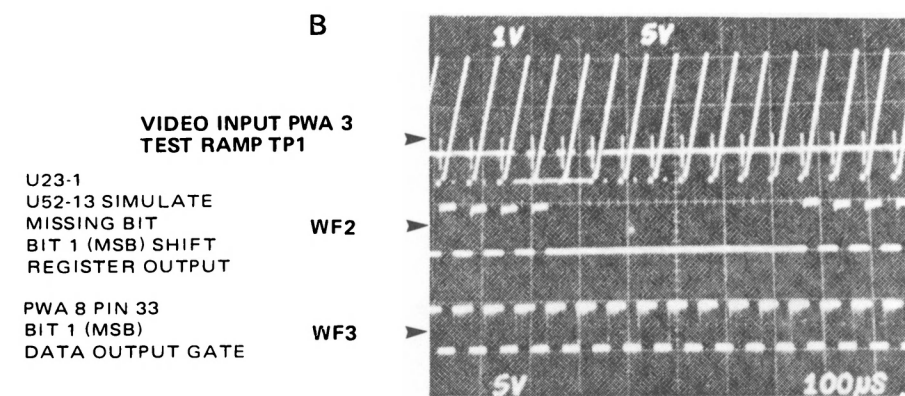 B
1V 5V
VIDEO INPUT PWA 3
TEST RAMP TP1
U23-1
U52-13 SIMULATE
MISSING BIT
BIT 1 (MSB) SHIFT
REGISTER OUTPUT
WF2
PWA 8 PIN 33
BIT 1 (MSB)
DATA OUTPUT GATE
WF3
5V 100µS